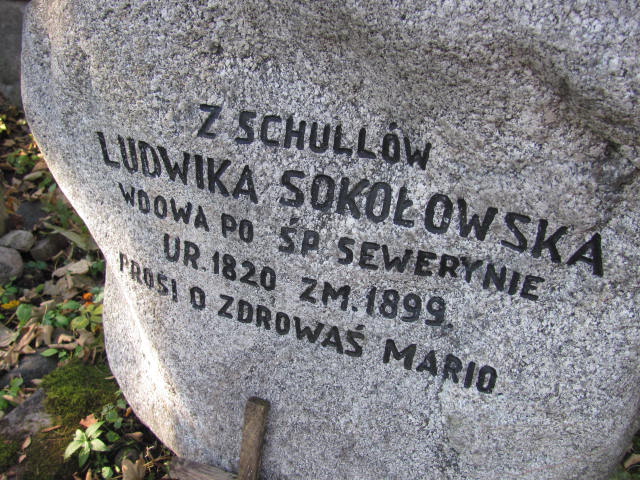 Z SCHULLÓW
LUDWIKA SOKOŁOWSKA
WDOWA PO ŚP SEWERYNIE
UR. 1820 ZM. 1899.
PROSI O ZDROWAŚ MARIO